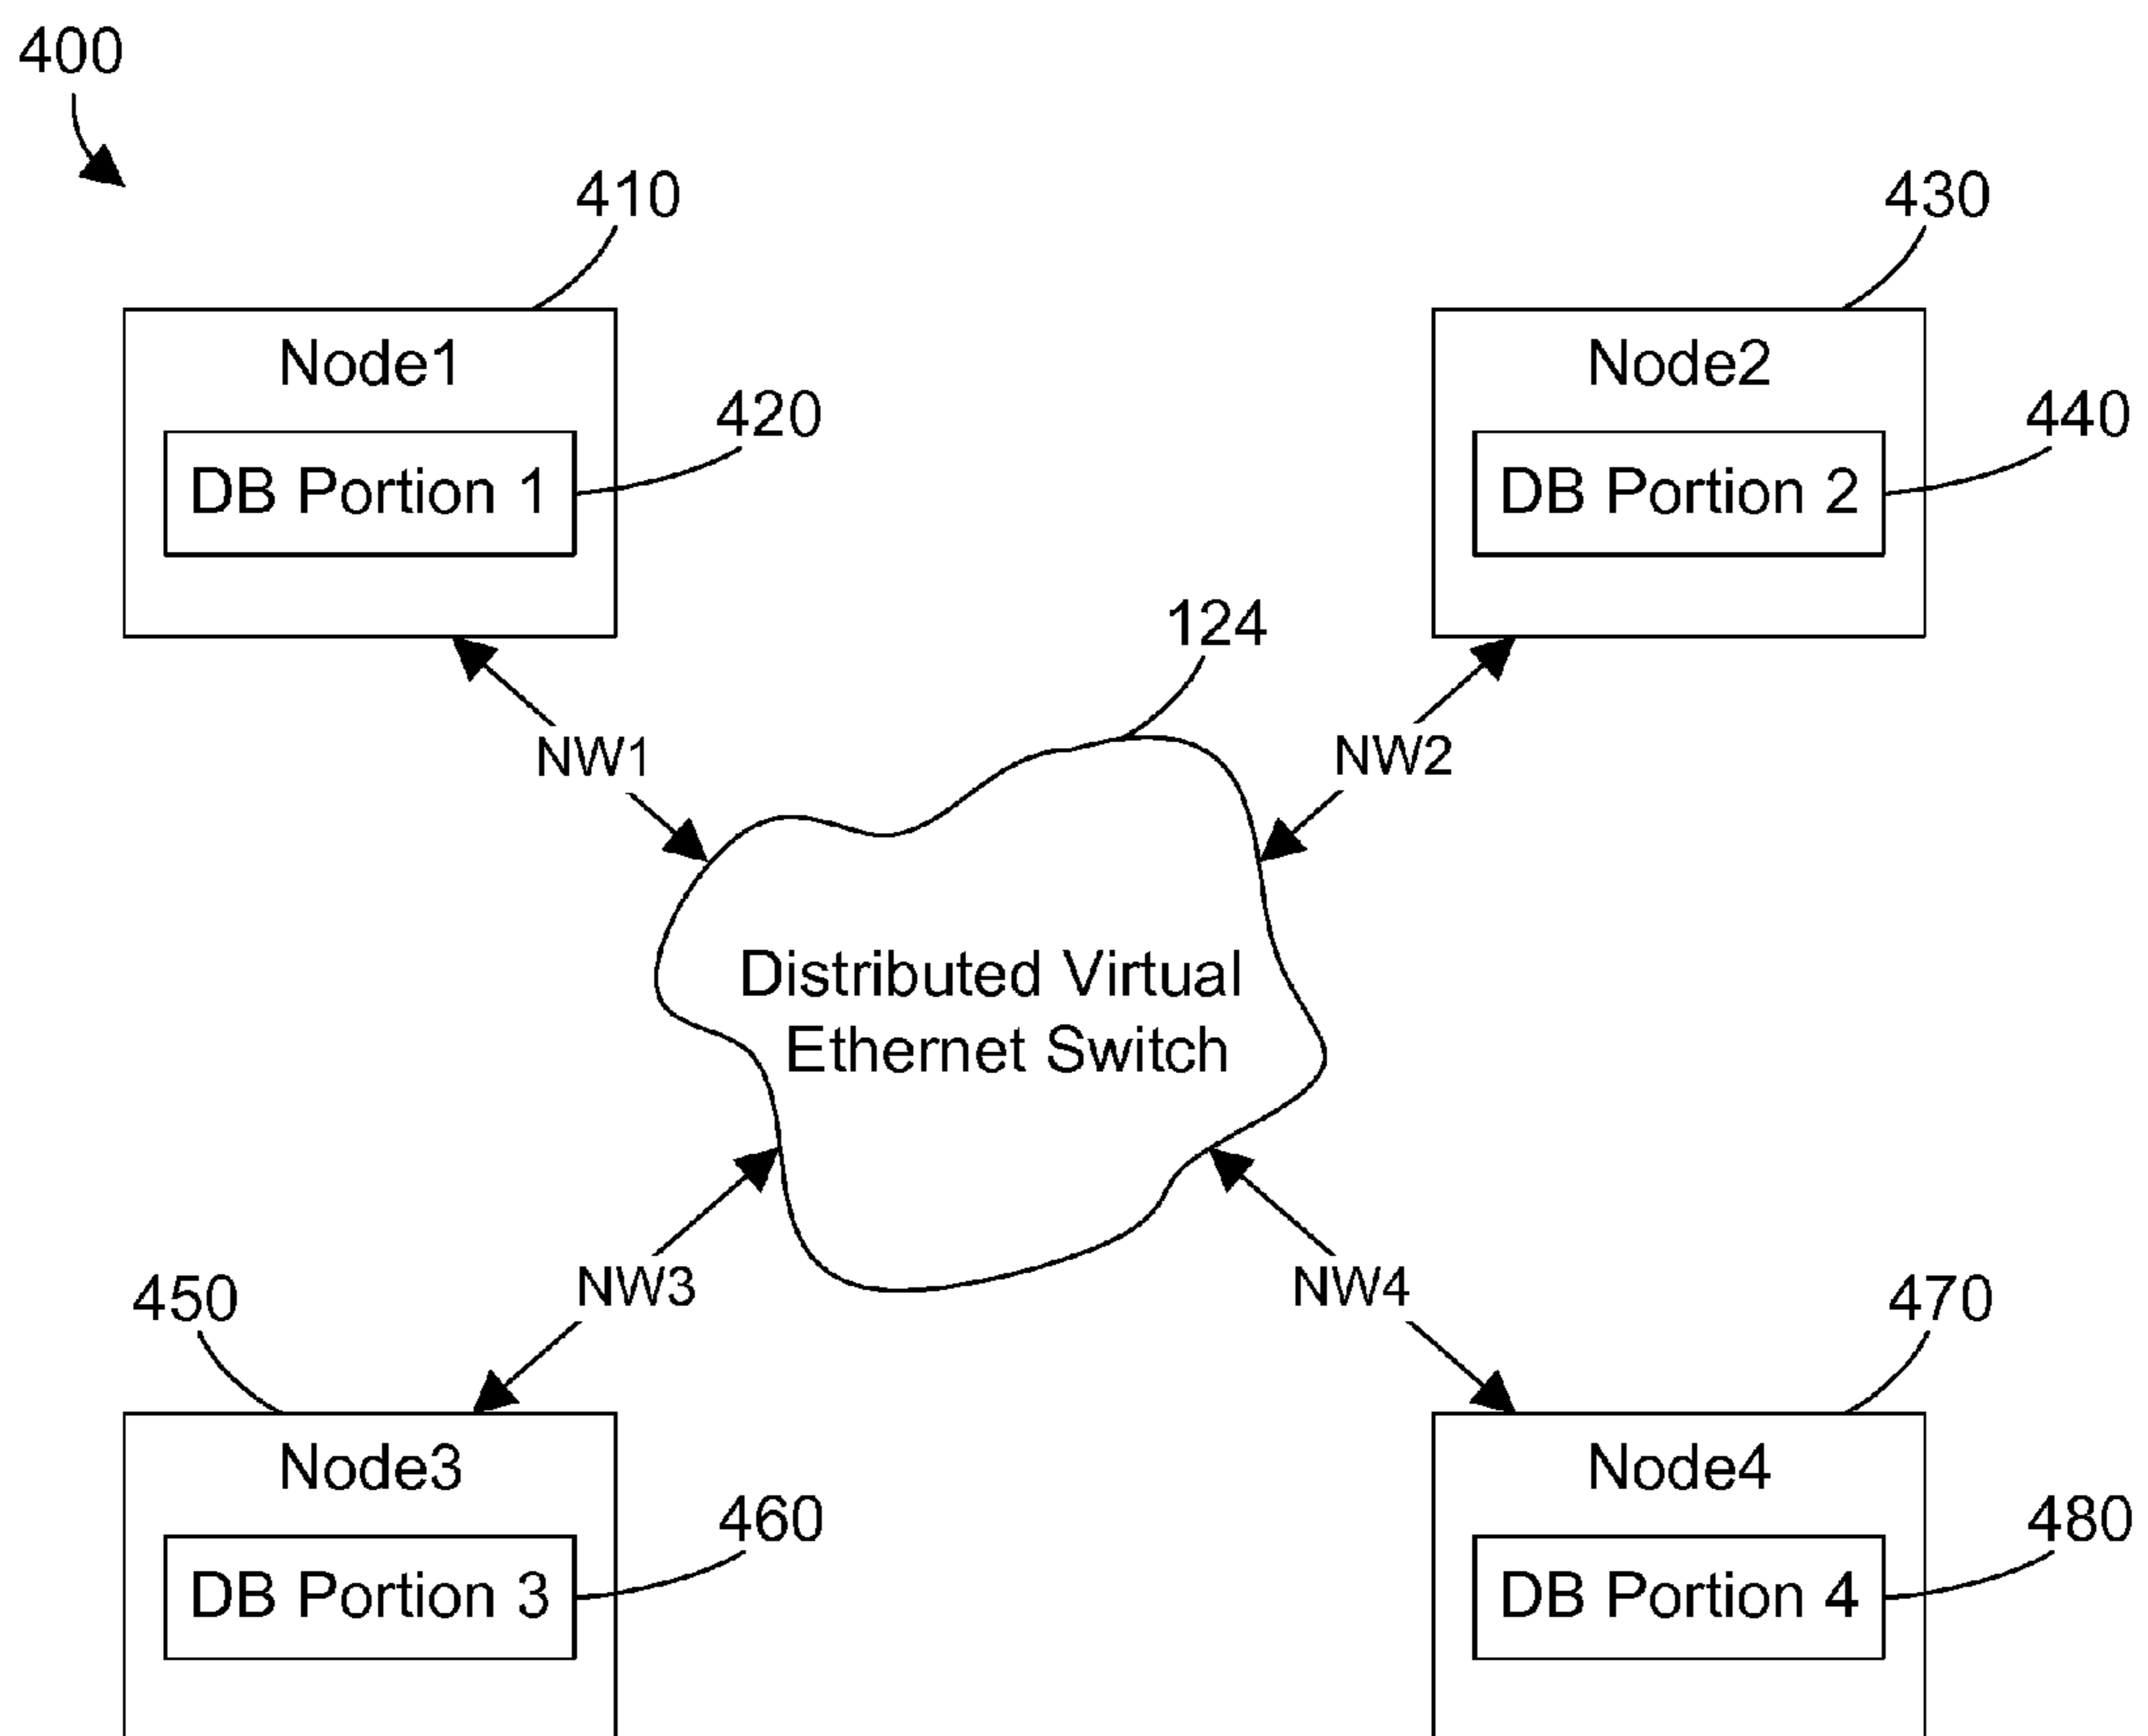 400
410
430
Node1
Node2
420
440
DB Portion 1
DB Portion 2
124
NW1
NW2
Distributed Virtual
Ethernet Switch
NW3
NW4
450
470
Node3
Node4
460
480
DB Portion 3
DB Portion 4